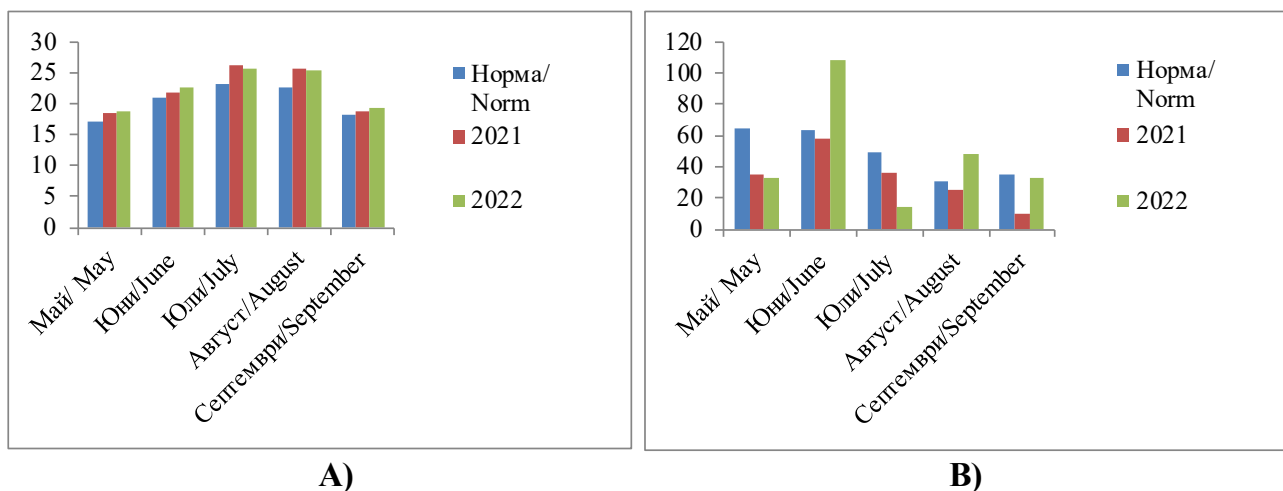 30
25
20
15
10
5
0
Май/ May
Юни/June
Юли/July
Август/August
Септември/September
Норма/
Norm
2021
2022
A)
120
100
80
60
40
20
0
Май/ May
Юни/June
Юли/July
Август/August
Септември/September
Норма/
Norm
2021
2022
B)